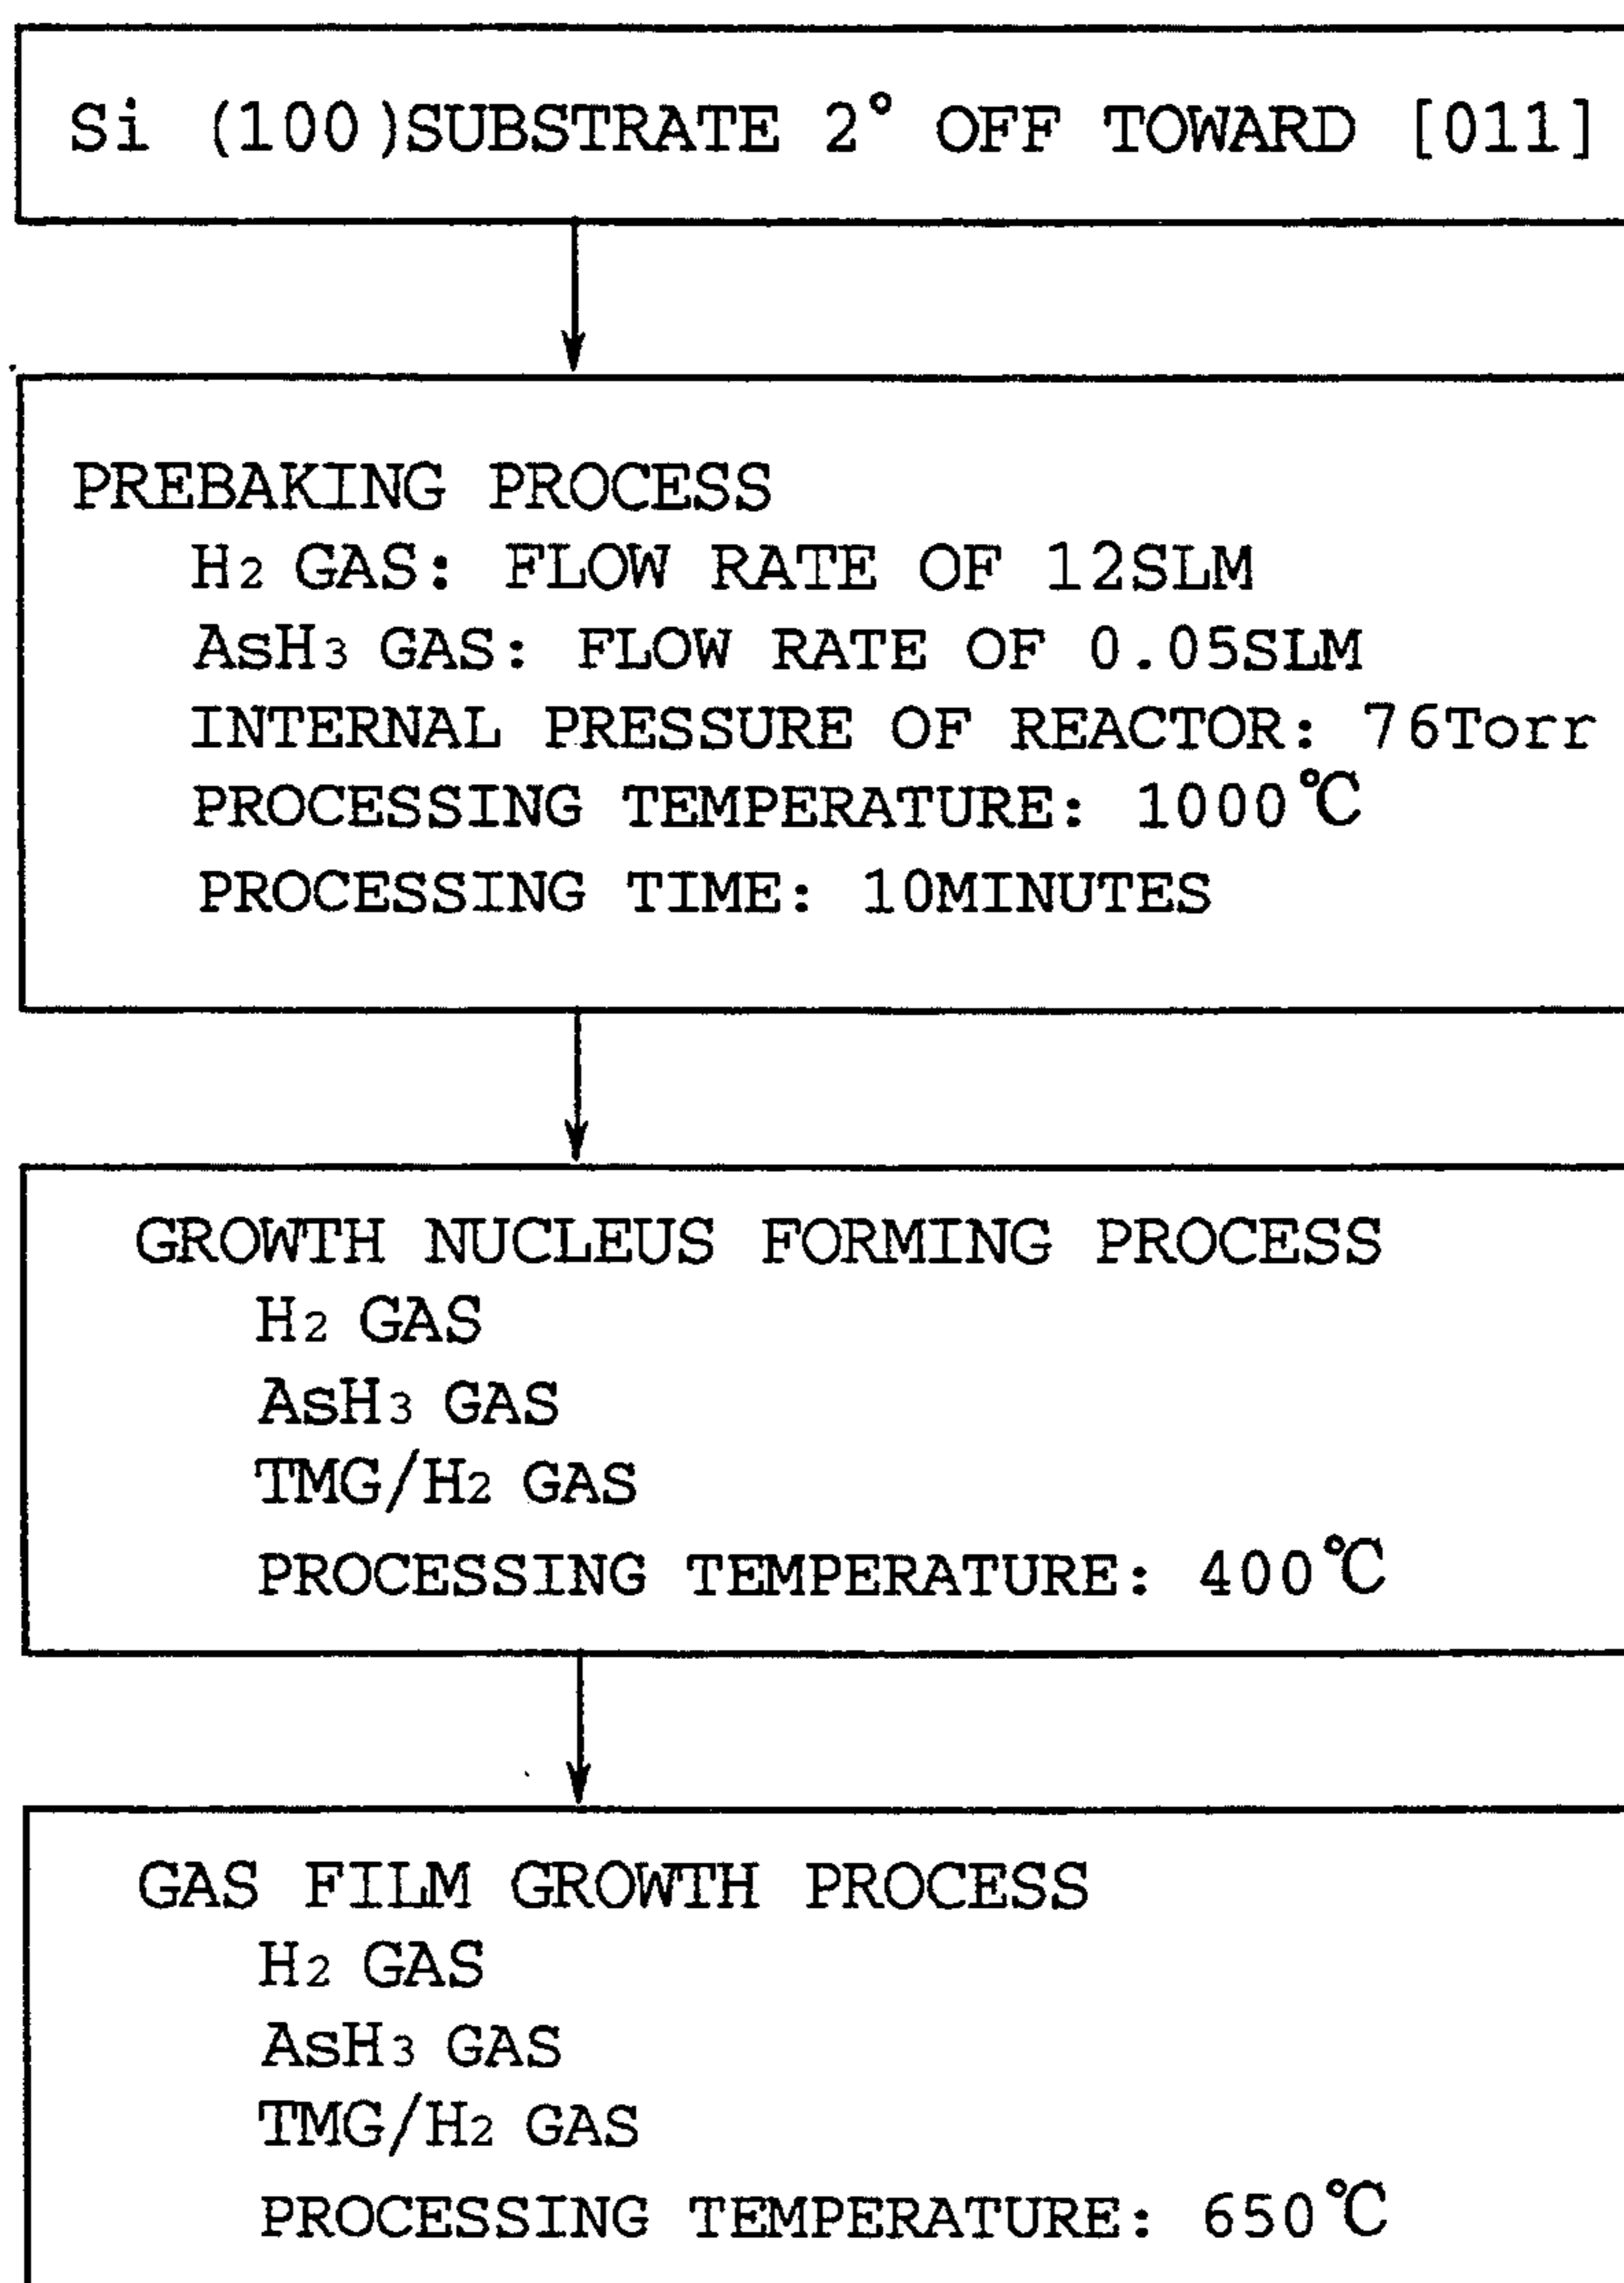 Si (100)SUBSTRATE 2° OFF TOWARD [011]
PREBAKING PROCESS
H2 GAS: FLOW RATE OF 12SLM
AsH3 GAS: FLOW RATE OF 0.05SLM
INTERNAL PRESSURE OF REACTOR: 76Torr
PROCESSING TEMPERATURE: 1000℃
PROCESSING TIME: 10MINUTES
GROWTH NUCLEUS FORMING PROCESS
H2 GAS
AsH3 GAS
TMG/H2 GAS
PROCESSING TEMPERATURE: 400℃
GAS FILM GROWTH PROCESS
H2 GAS
AsH3 GAS
TMG/H2 GAS
PROCESSING TEMPERATURE: 650℃